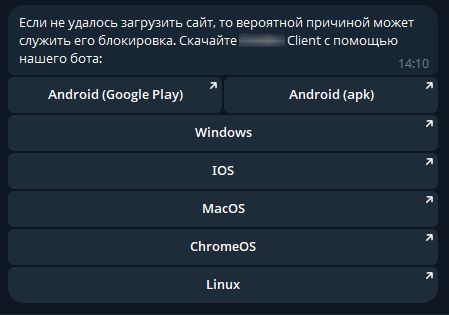 Если не удалось загрузить сайт, то вероятной причиной может
служить его блокировка. Скачайте Client с помощью
нашего бота:
14:10
Android (Google Play) Android (apk)
Windows
IOS
MacOS
ChromeOS
Linux